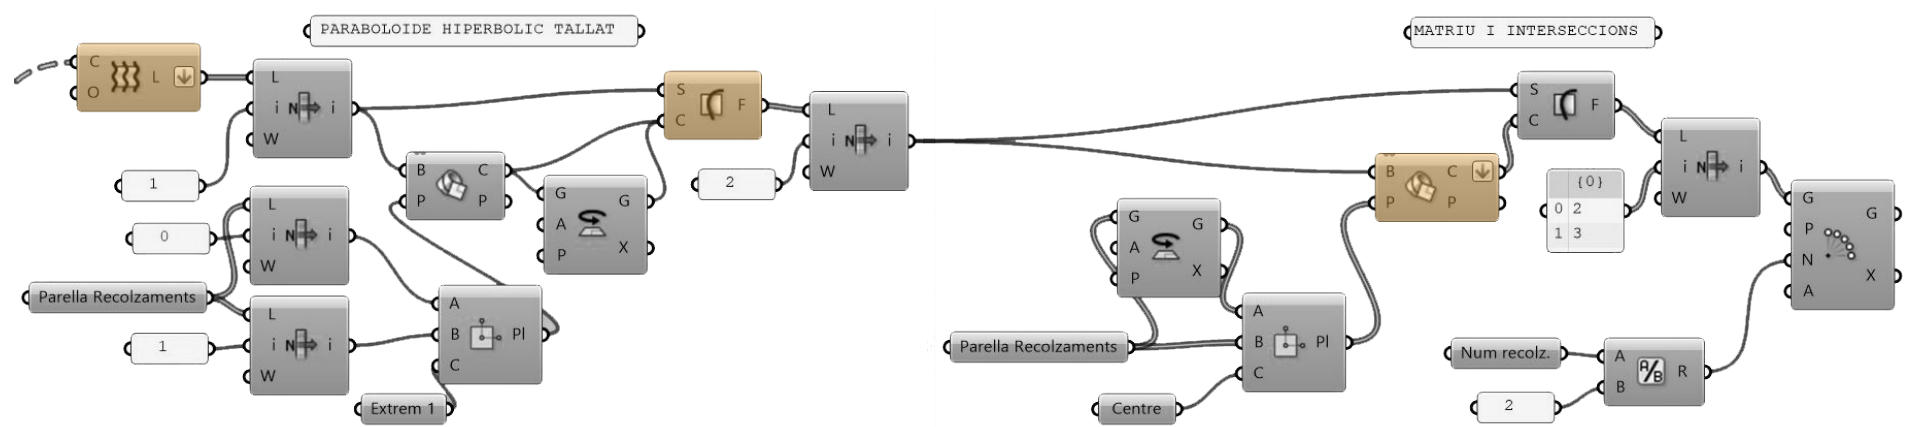 PARABOLOIDE HIPERBOLIC TALLAT
MATRIU I INTERSECCIONS
C
O
L
L
i
W
N
i
1
S
C
F
L
i
W
N
i
2
B
P
C
P
G
A
P
G
X
L
i
W
N
i
0
Parella Recolzaments
L
i
W
N
i
1
A
B
C
Pl
Extrem 1
S
C
F
B
P
C
P
{0}
0 2
1 3
L
i
W
N
i
G
P
N
A
G
X
G
A
P
G
X
Parella Recolzaments
A
B
C
Pl
Centre
Num recolz.
2
A
B
A/B
R